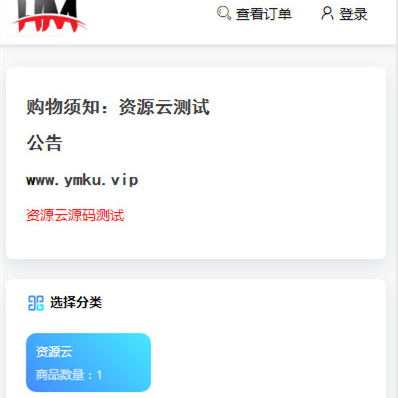 查看订单 登录
购物须知：资源云测试
公告
www.ymku.vip
资源云源码测试
选择分类
资源云
商品数量：1